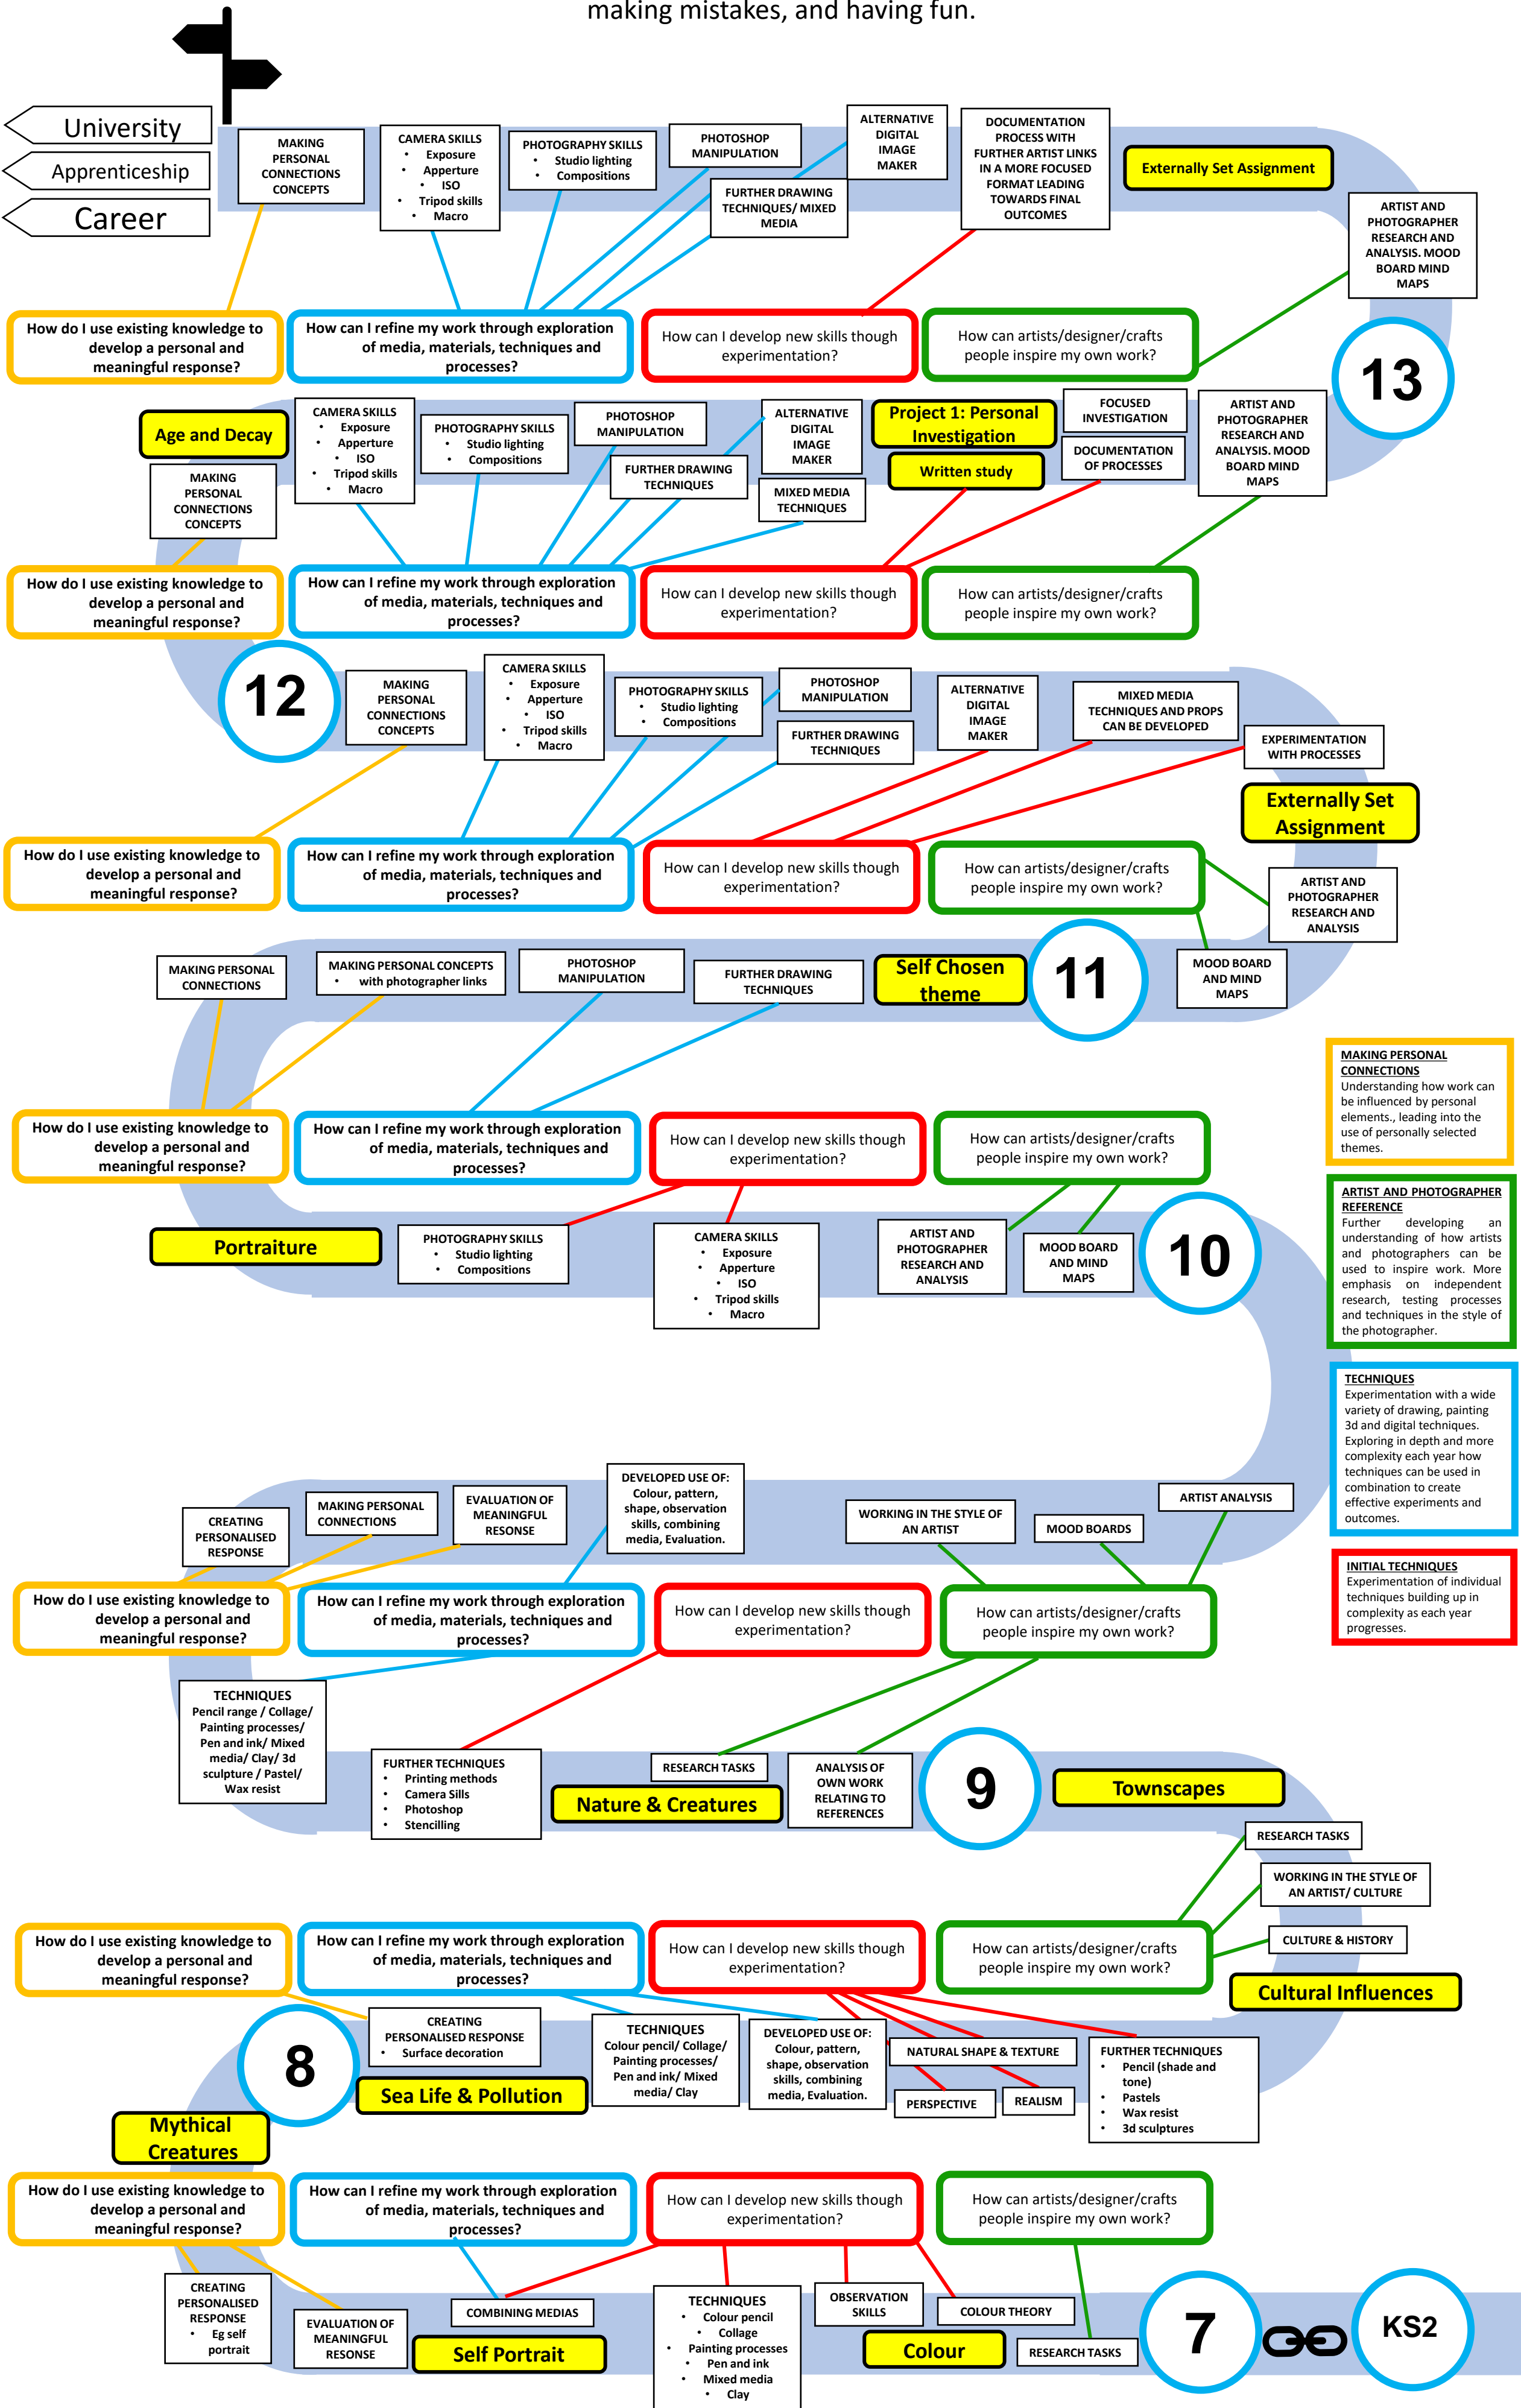 making mistakes, and having fun.
University
Apprenticeship
Career
MAKING
PERSONAL
CONNECTIONS
CONCEPTS
CAMERA SKILLS
• Exposure
• Apperture
• ISO
• Tripod skills
• Macro
PHOTOGRAPHY SKILLS
• Studio lighting
• Compositions
PHOTOSHOP
MANIPULATION
FURTHER DRAWING
TECHNIQUES/ MIXED
MEDIA
ALTERNATIVE
DIGITAL
IMAGE
MAKER
DOCUMENTATION
PROCESS WITH
FURTHER ARTIST LINKS
IN A MORE FOCUSED
FORMAT LEADING
TOWARDS FINAL
OUTCOMES
Externally Set Assignment
ARTIST AND
PHOTOGRAPHER
RESEARCH AND
ANALYSIS. MOOD
BOARD MIND
MAPS
How do I use existing knowledge to
develop a personal and
meaningful response?
How can I refine my work through exploration
of media, materials, techniques and
processes?
How can I develop new skills though
experimentation?
How can artists/designer/crafts
people inspire my own work?
13
Age and Decay
MAKING
PERSONAL
CONNECTIONS
CONCEPTS
CAMERA SKILLS
• Exposure
• Apperture
• ISO
• Tripod skills
• Macro
PHOTOGRAPHY SKILLS
• Studio lighting
• Compositions
PHOTOSHOP
MANIPULATION
FURTHER DRAWING
TECHNIQUES
ALTERNATIVE
DIGITAL
IMAGE
MAKER
MIXED MEDIA
TECHNIQUES
Project 1: Personal
Investigation
Written study
FOCUSED
INVESTIGATION
DOCUMENTATION
OF PROCESSES
ARTIST AND
PHOTOGRAPHER
RESEARCH AND
ANALYSIS. MOOD
BOARD MIND
MAPS
How do I use existing knowledge to
develop a personal and
meaningful response?
How can I refine my work through exploration
of media, materials, techniques and
processes?
How can I develop new skills though
experimentation?
How can artists/designer/crafts
people inspire my own work?
12
MAKING
PERSONAL
CONNECTIONS
CONCEPTS
CAMERA SKILLS
• Exposure
• Apperture
• ISO
• Tripod skills
• Macro
PHOTOGRAPHY SKILLS
• Studio lighting
• Compositions
PHOTOSHOP
MANIPULATION
FURTHER DRAWING
TECHNIQUES
ALTERNATIVE
DIGITAL
IMAGE
MAKER
MIXED MEDIA
TECHNIQUES AND PROPS
CAN BE DEVELOPED
EXPERIMENTATION
WITH PROCESSES
Externally Set
Assignment
How do I use existing knowledge to
develop a personal and
meaningful response?
How can I refine my work through exploration
of media, materials, techniques and
processes?
How can I develop new skills though
experimentation?
How can artists/designer/crafts
people inspire my own work?
ARTIST AND
PHOTOGRAPHER
RESEARCH AND
ANALYSIS
MOOD BOARD
AND MIND
MAPS
MAKING PERSONAL
CONNECTIONS
MAKING PERSONAL CONCEPTS
• with photographer links
PHOTOSHOP
MANIPULATION
FURTHER DRAWING
TECHNIQUES
Self Chosen
theme
11
How do I use existing knowledge to
develop a personal and
meaningful response?
How can I refine my work through exploration
of media, materials, techniques and
processes?
How can I develop new skills though
experimentation?
How can artists/designer/crafts
people inspire my own work?
MAKING PERSONAL
CONNECTIONS
Understanding how work can
be influenced by personal
elements., leading into the
use of personally selected
themes.
ARTIST AND PHOTOGRAPHER
REFERENCE
Further developing an
understanding of how artists
and photographers can be
used to inspire work. More
emphasis on independent
research, testing processes
and techniques in the style of
the photographer.
TECHNIQUES
Experimentation with a wide
variety of drawing, painting
3d and digital techniques.
Exploring in depth and more
complexity each year how
techniques can be used in
combination to create
effective experiments and
outcomes.
INITIAL TECHNIQUES
Experimentation of individual
techniques building up in
complexity as each year
progresses.
Portraiture
PHOTOGRAPHY SKILLS
• Studio lighting
• Compositions
CAMERA SKILLS
• Exposure
• Apperture
• ISO
• Tripod skills
• Macro
ARTIST AND
PHOTOGRAPHER
RESEARCH AND
ANALYSIS
MOOD BOARD
AND MIND
MAPS
10
CREATING
PERSONALISED
RESPONSE
MAKING PERSONAL
CONNECTIONS
EVALUATION OF
MEANINGFUL
RESONSE
DEVELOPED USE OF:
Colour, pattern,
shape, observation
skills, combining
media, Evaluation.
WORKING IN THE STYLE OF
AN ARTIST
MOOD BOARDS
ARTIST ANALYSIS
How do I use existing knowledge to
develop a personal and
meaningful response?
How can I refine my work through exploration
of media, materials, techniques and
processes?
How can I develop new skills though
experimentation?
How can artists/designer/crafts
people inspire my own work?
TECHNIQUES
Pencil range / Collage/
Painting processes/
Pen and ink/ Mixed
media/ Clay/ 3d
sculpture / Pastel/
Wax resist
FURTHER TECHNIQUES
• Printing methods
• Camera Sills
• Photoshop
• Stencilling
RESEARCH TASKS
Nature & Creatures
ANALYSIS OF
OWN WORK
RELATING TO
REFERENCES
9
Townscapes
RESEARCH TASKS
WORKING IN THE STYLE OF
AN ARTIST/ CULTURE
CULTURE & HISTORY
Cultural Influences
How do I use existing knowledge to
develop a personal and
meaningful response?
How can I refine my work through exploration
of media, materials, techniques and
processes?
How can I develop new skills though
experimentation?
How can artists/designer/crafts
people inspire my own work?
8
CREATING
PERSONALISED RESPONSE
• Surface decoration
Sea Life & Pollution
TECHNIQUES
Colour pencil/ Collage/
Painting processes/
Pen and ink/ Mixed
media/ Clay
DEVELOPED USE OF:
Colour, pattern,
shape, observation
skills, combining
media, Evaluation.
NATURAL SHAPE & TEXTURE
PERSPECTIVE
REALISM
FURTHER TECHNIQUES
• Pencil (shade and
tone)
• Pastels
• Wax resist
• 3d sculptures
Mythical
Creatures
How do I use existing knowledge to
develop a personal and
meaningful response?
How can I refine my work through exploration
of media, materials, techniques and
processes?
How can I develop new skills though
experimentation?
How can artists/designer/crafts
people inspire my own work?
CREATING
PERSONALISED
RESPONSE
• Eg self
portrait
EVALUATION OF
MEANINGFUL
RESONSE
COMBINING MEDIAS
Self Portrait
TECHNIQUES
• Colour pencil
• Collage
• Painting processes
• Pen and ink
• Mixed media
• Clay
OBSERVATION
SKILLS
COLOUR THEORY
Colour
RESEARCH TASKS
7
KS2